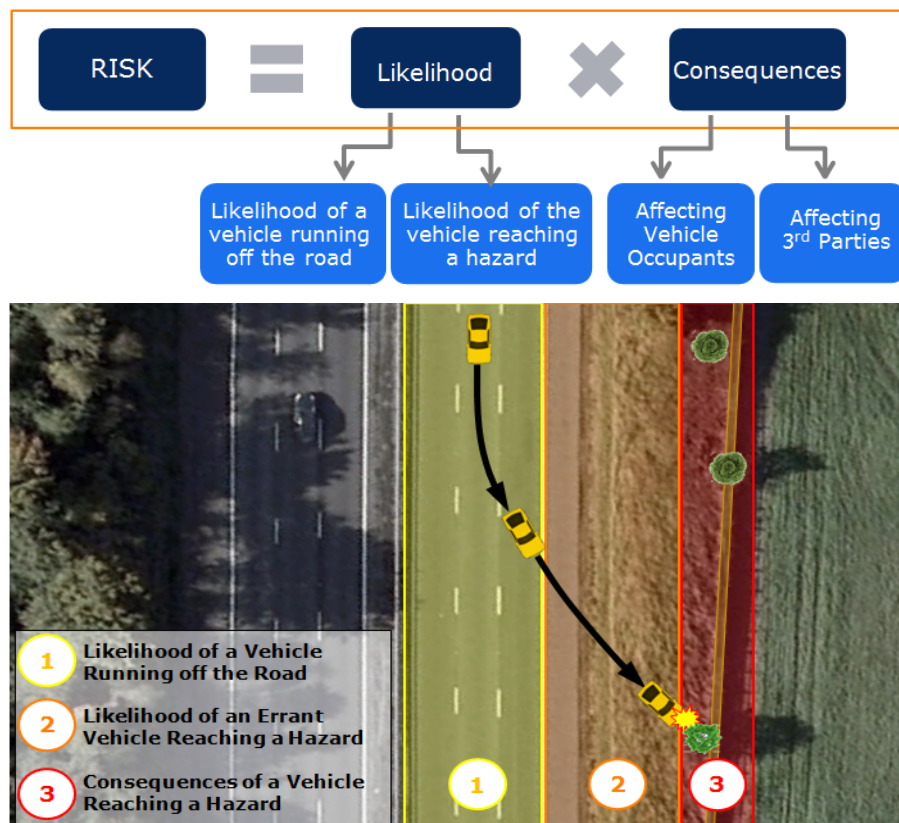 RISK
Likelihood
Consequences
Likelihood of a
vehicle running
off the road
Likelihood of the
vehicle reaching
a hazard
Affecting
Vehicle
Occupants
Affecting
3rd Parties
1 Likelihood of a Vehicle
Running off the Road
2 Likelihood of an Errant
Vehicle Reaching a Hazard
3 Consequences of a Vehicle
Reaching a Hazard
1
2
3